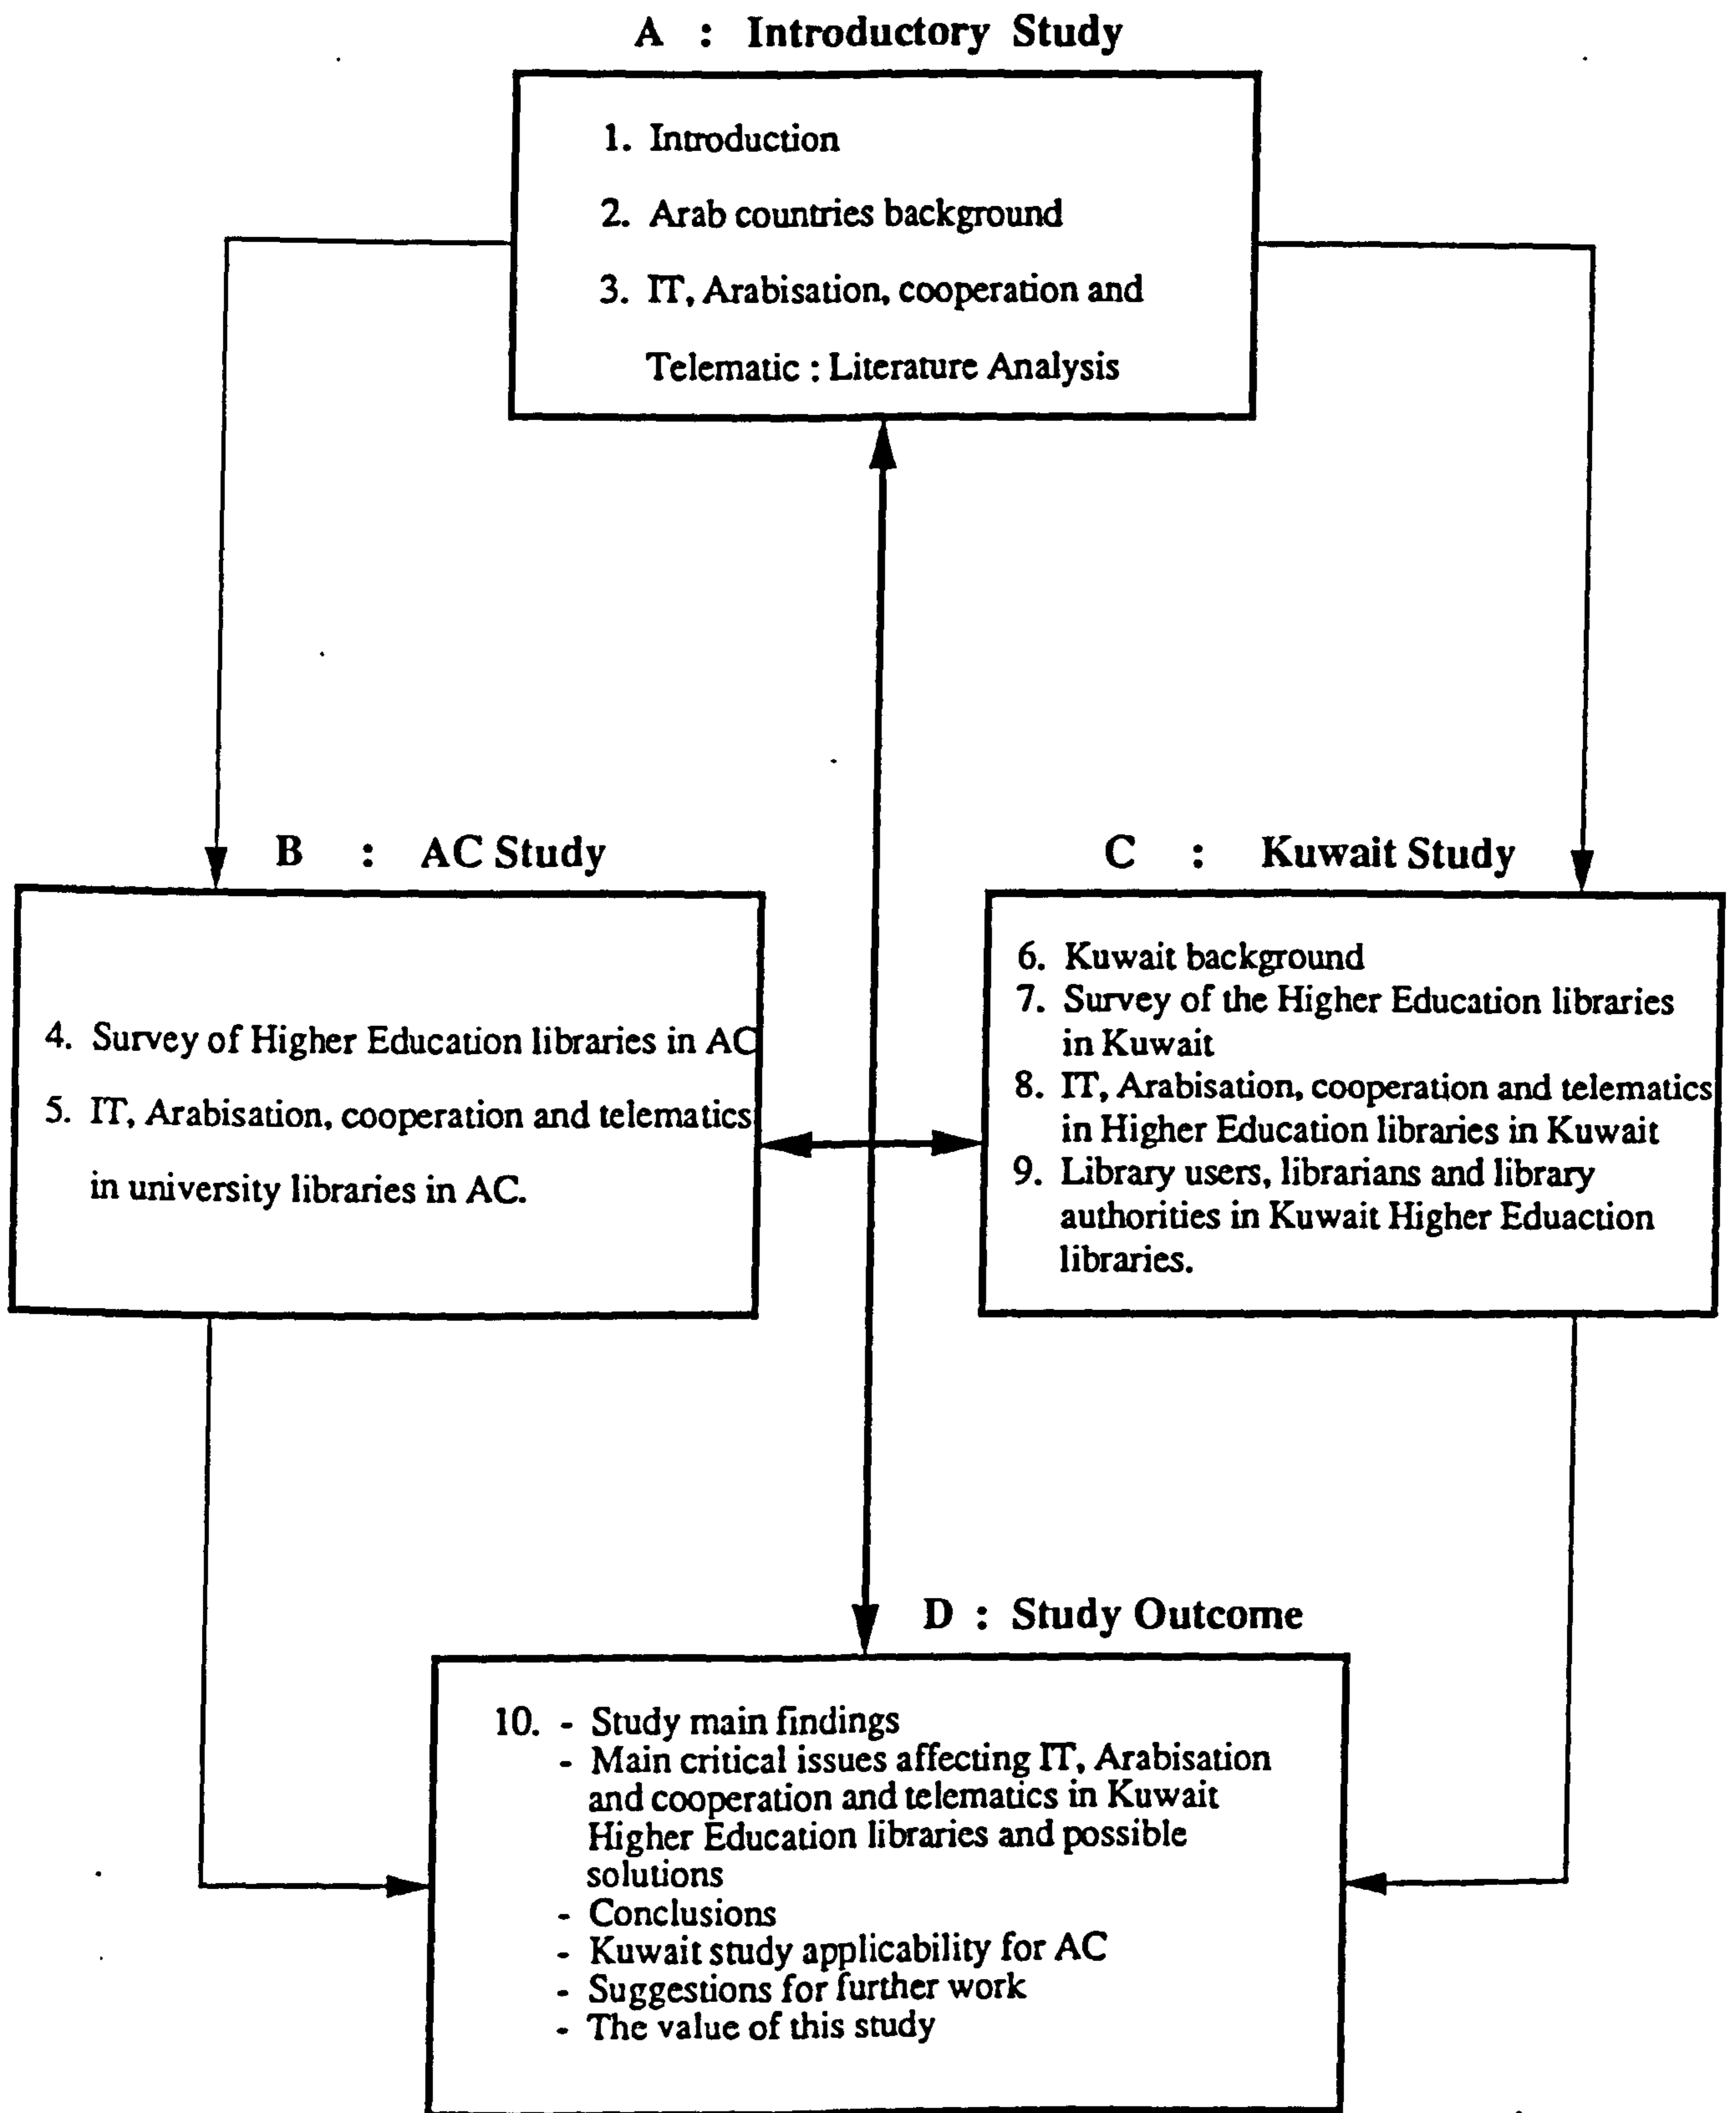 A : Introductory Study
1. Introduction
2. Arab countries background
3. IT, Arabisation, cooperation and
Telematic : Literature Analysis
B : AC Study
4. Survey of Higher Education libraries in AC
5. IT, Arabisation, cooperation and telematics
in university libraries in AC.
C : Kuwait Study
6. Kuwait background
7. Survey of the Higher Education libraries
in Kuwait
8. IT, Arabisation, cooperation and telematics
in Higher Education libraries in Kuwait
9. Library users, librarians and library
authorities in Kuwait Higher Eduaction
libraries.
D : Study Outcome
10. - Study main findings
- Main critical issues affecting IT, Arabisation
and cooperation and telematics in Kuwait
Higher Education libraries and possible
solutions
- Conclusions
- Kuwait study applicability for AC
- Suggestions for further work
- The value of this study